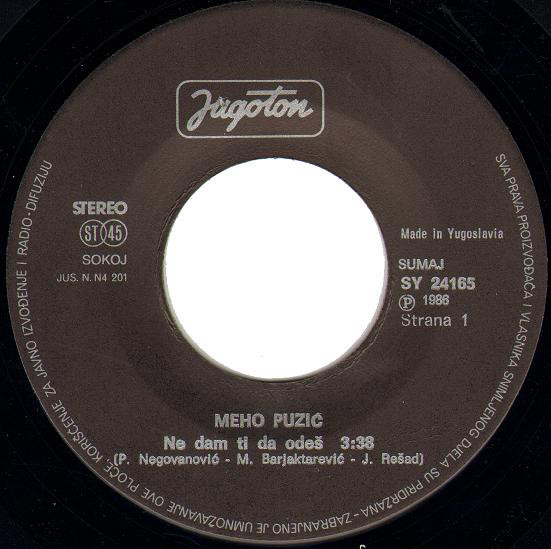 Jugoton
STEREO
ST 45
SOKOJ
JUS. N. N4 201
Made in Yugoslavia
SUMAJ
SY 24165
Ⓟ 1986
Strana 1
MEHO PUZIĆ
Ne dam ti da odeš 3:38
(P. Negovanović - M. Barjaktarević - J. Rešad)
SVA PRAVA PROIZVOĐAČA I VLASNIKA SNIMLJENOG DJELA SU PRIDRŽANA - ZABRANJENO JE UMNOŽAVANJE OVE PLOČE, KORIŠĆENJE ZA JAVNO IZVOĐENJE I RADIO-DIFUZIJU